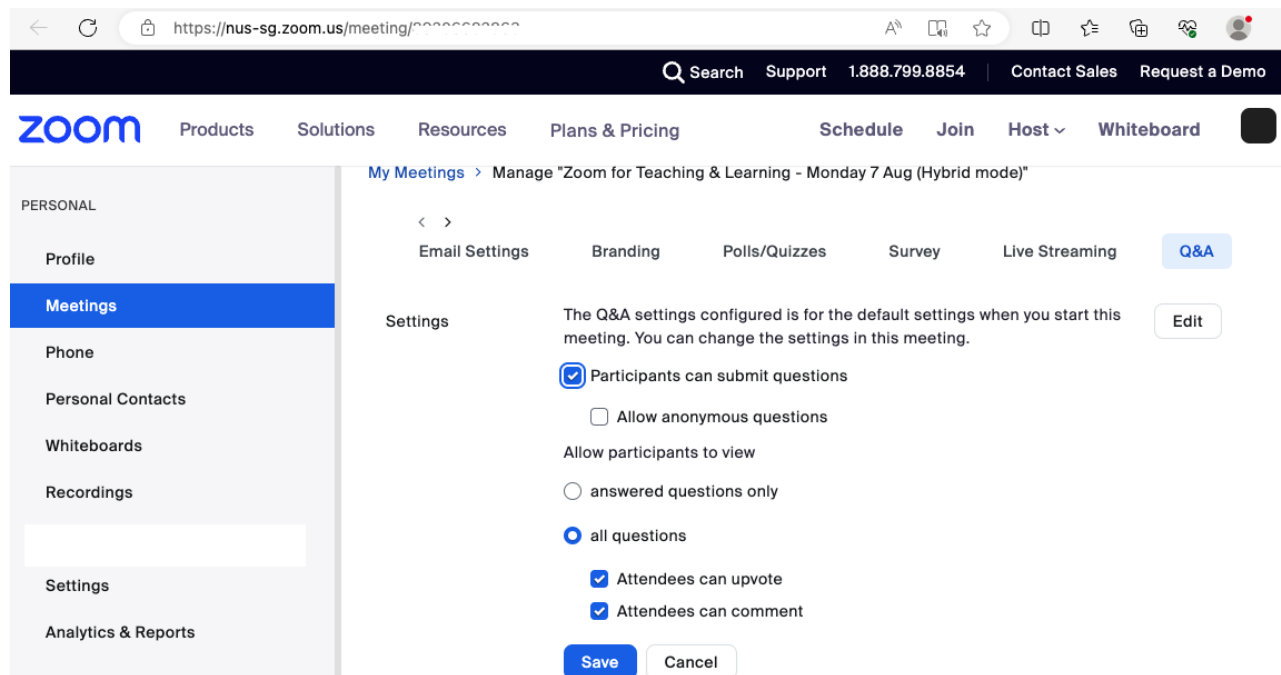 https://nus-sg.zoom.us/meeting/
Search Support 1.888.799.8854 Contact Sales Request a Demo
zoom Products Solutions Resources Plans & Pricing Schedule Join Host Whiteboard
My Meetings > Manage "Zoom for Teaching & Learning - Monday 7 Aug (Hybrid mode)"
PERSONAL
Profile
Meetings
Phone
Personal Contacts
Whiteboards
Recordings
Settings
Analytics & Reports
< >
Email Settings Branding Polls/Quizzes Survey Live Streaming Q&A
Settings
The Q&A settings configured is for the default settings when you start this
meeting. You can change the settings in this meeting.
Edit
Participants can submit questions
Allow anonymous questions
Allow participants to view
answered questions only
all questions
Attendees can upvote
Attendees can comment
Save Cancel